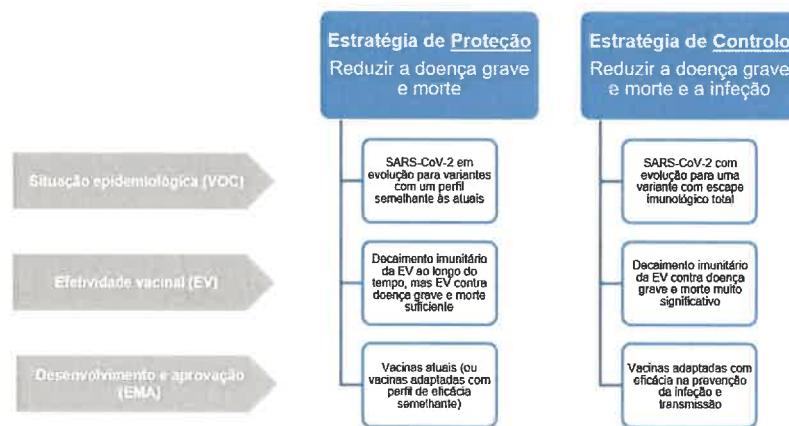 Estratégia de Proteção
Reduzir a doença grave
e morte
Estratégia de Controlo
Reduzir a doença grave
e morte e a infeção
Situação epidemiológica (VOC)
SARS-CoV-2 em
evolução para variantes
com um perfil
semelhante às atuais
SARS-CoV-2 com
evolução para uma
variante com escape
imunológico total
Efetividade vacinal (EV)
Decaimento imunitário
da EV ao longo do
tempo, mas EV contra
doença grave e morte
suficiente
Decaimento imunitário
da EV contra doença
grave e morte muito
significativo
Desenvolvimento e aprovação
(EMA)
Vacinas atuais (ou
vacinas adaptadas com
perfil de eficácia
semelhante)
Vacinas adaptadas com
eficácia na prevenção
da infeção e
transmissão